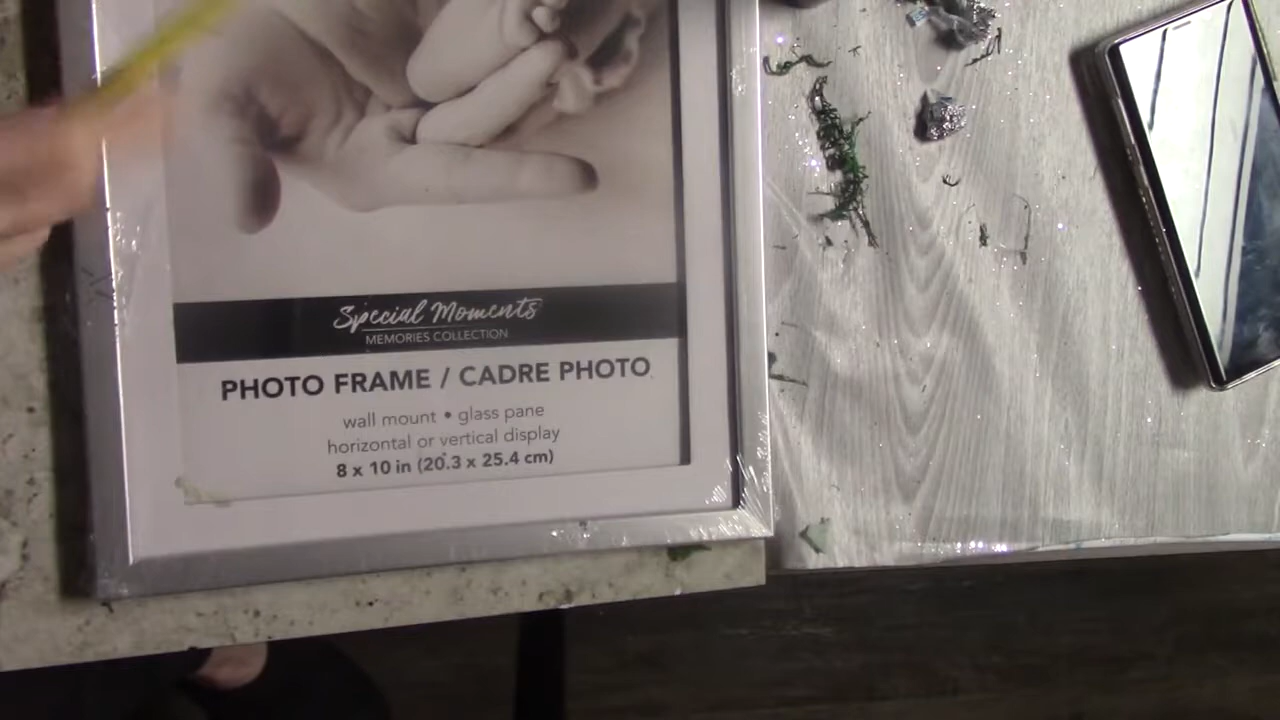 Special Moments
MEMORIES COLLECTION
PHOTO FRAME / CADRE PHOTO
wall mount • glass pane
horizontal or vertical display
8 x 10 in (20.3 x 25.4 cm)